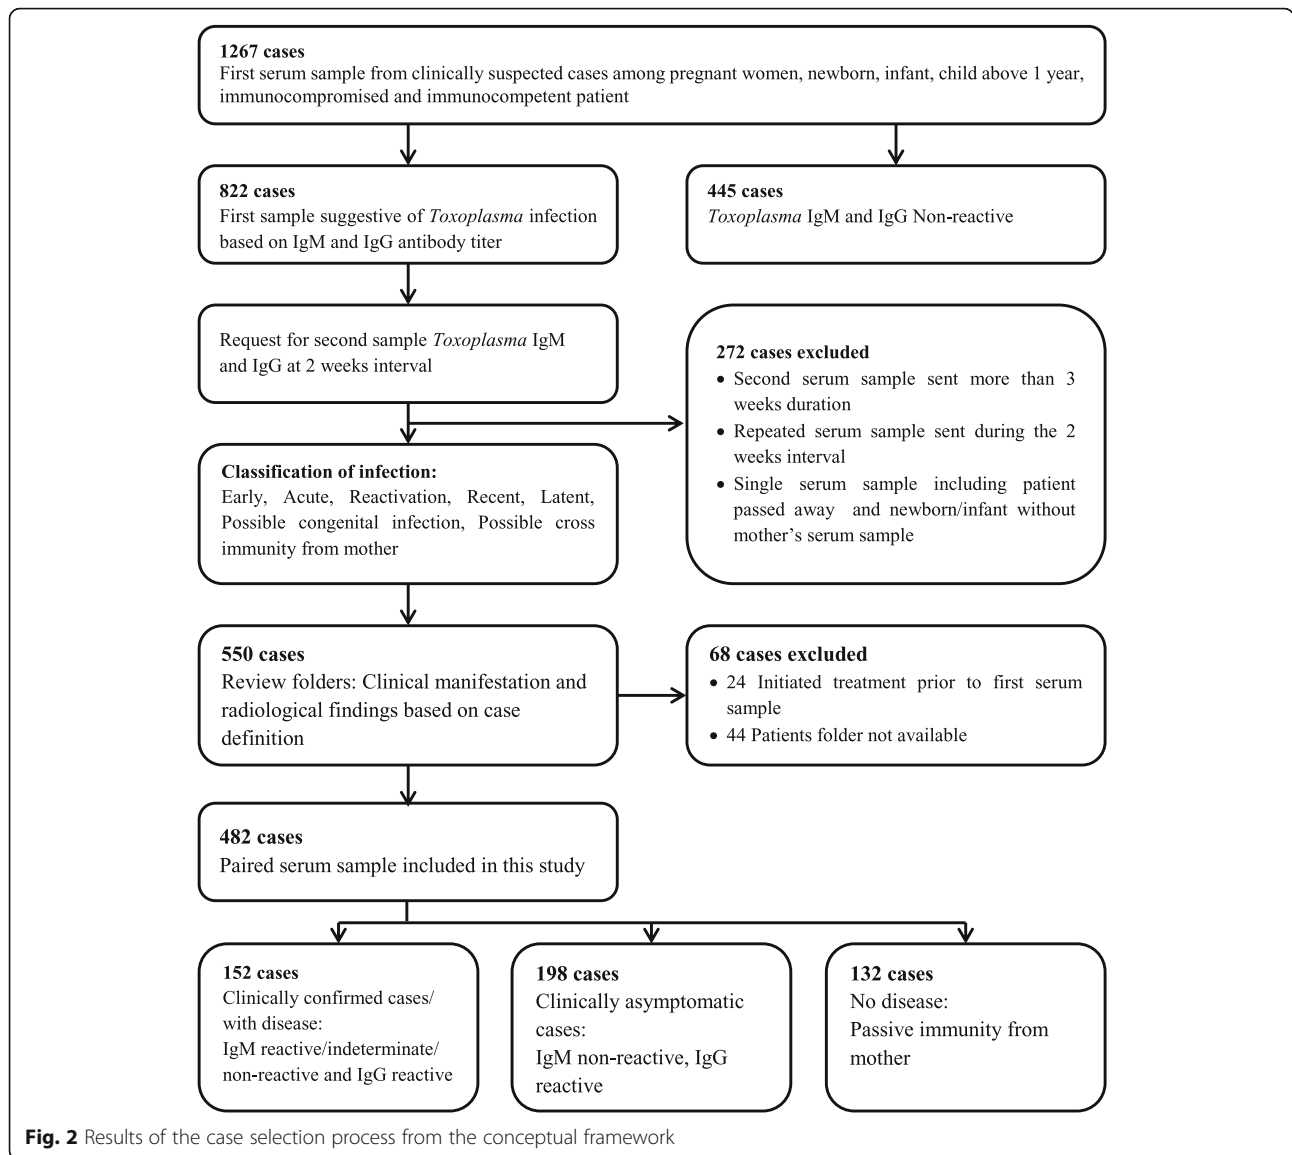 1267 cases
First serum sample from clinically suspected cases among pregnant women, newborn, infant, child above 1 year,
immunocompromised and immunocompetent patient
822 cases
First sample suggestive of Toxoplasma infection
based on IgM and IgG antibody titer
445 cases
Toxoplasma IgM and IgG Non-reactive
Request for second sample Toxoplasma IgM
and IgG at 2 weeks interval
272 cases excluded
• Second serum sample sent more than 3
weeks duration
• Repeated serum sample sent during the 2
weeks interval
• Single serum sample including patient
passed away and newborn/infant without
mother's serum sample
Classification of infection:
Early, Acute, Reactivation, Recent, Latent,
Possible congenital infection, Possible cross
immunity from mother
550 cases
Review folders: Clinical manifestation and
radiological findings based on case
definition
68 cases excluded
• 24 Initiated treatment prior to first serum
sample
• 44 Patients folder not available
482 cases
Paired serum sample included in this study
152 cases
Clinically confirmed cases/
with disease:
IgM reactive/indeterminate/
non-reactive and IgG reactive
198 cases
Clinically asymptomatic
cases:
IgM non-reactive, IgG
reactive
132 cases
No disease:
Passive immunity from
mother
Fig. 2 Results of the case selection process from the conceptual framework